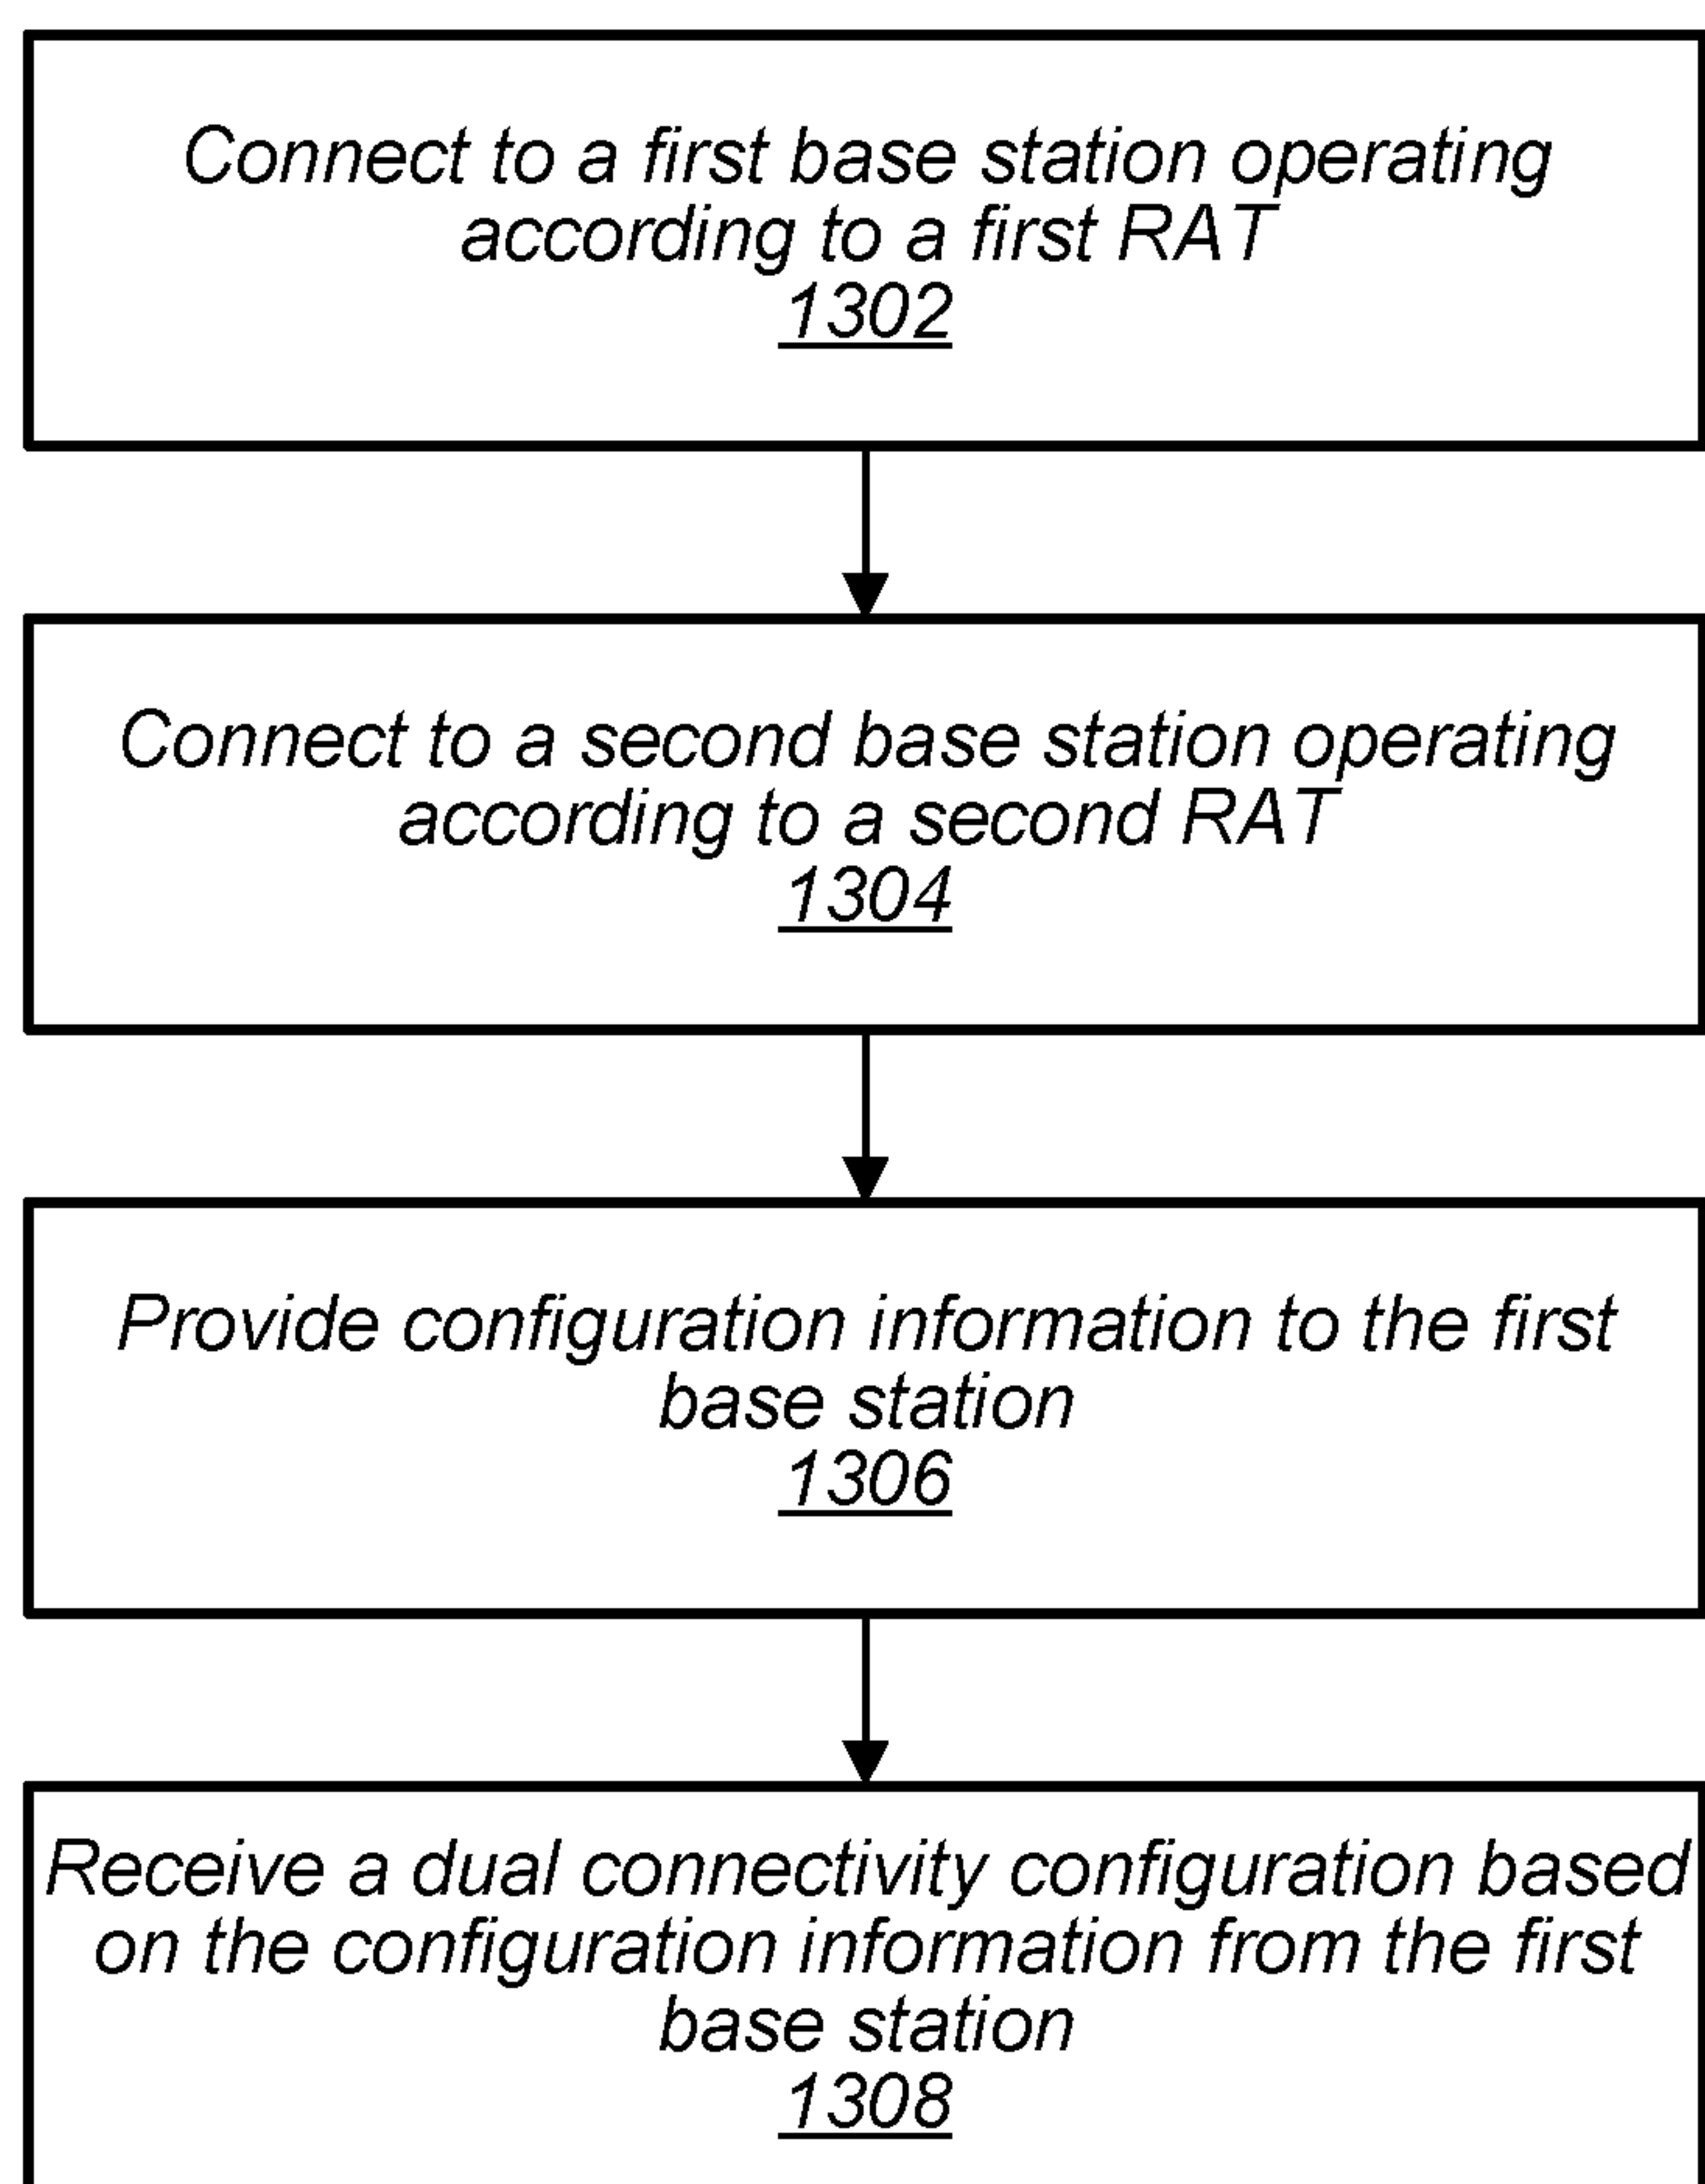 Connect to a first base station operating
according to a first RAT
1302
Connect to a second base station operating
according to a second RAT
1304
Provide configuration information to the first
base station
1306
Receive a dual connectivity configuration based
on the configuration information from the first
base station
1308